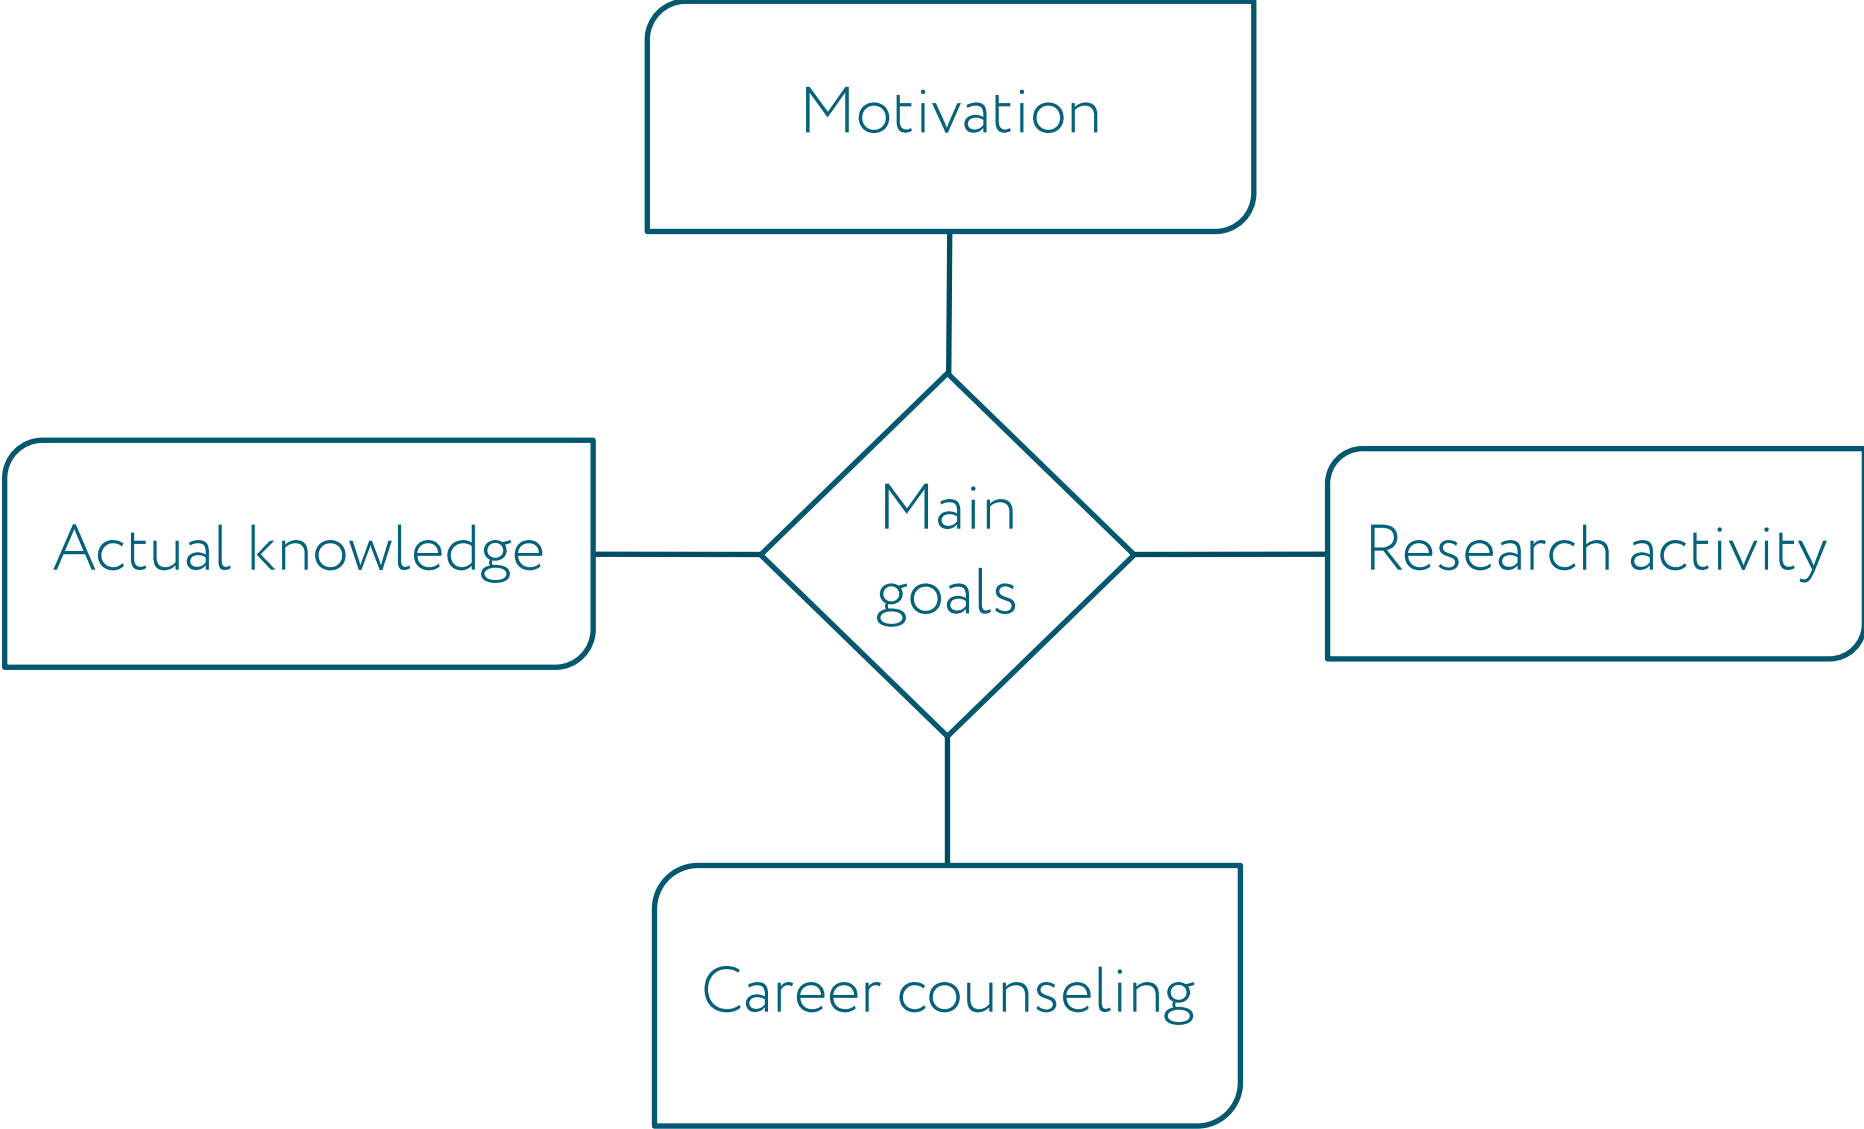 Motivation
Actual knowledge
Main
goals
Research activity
Career counseling